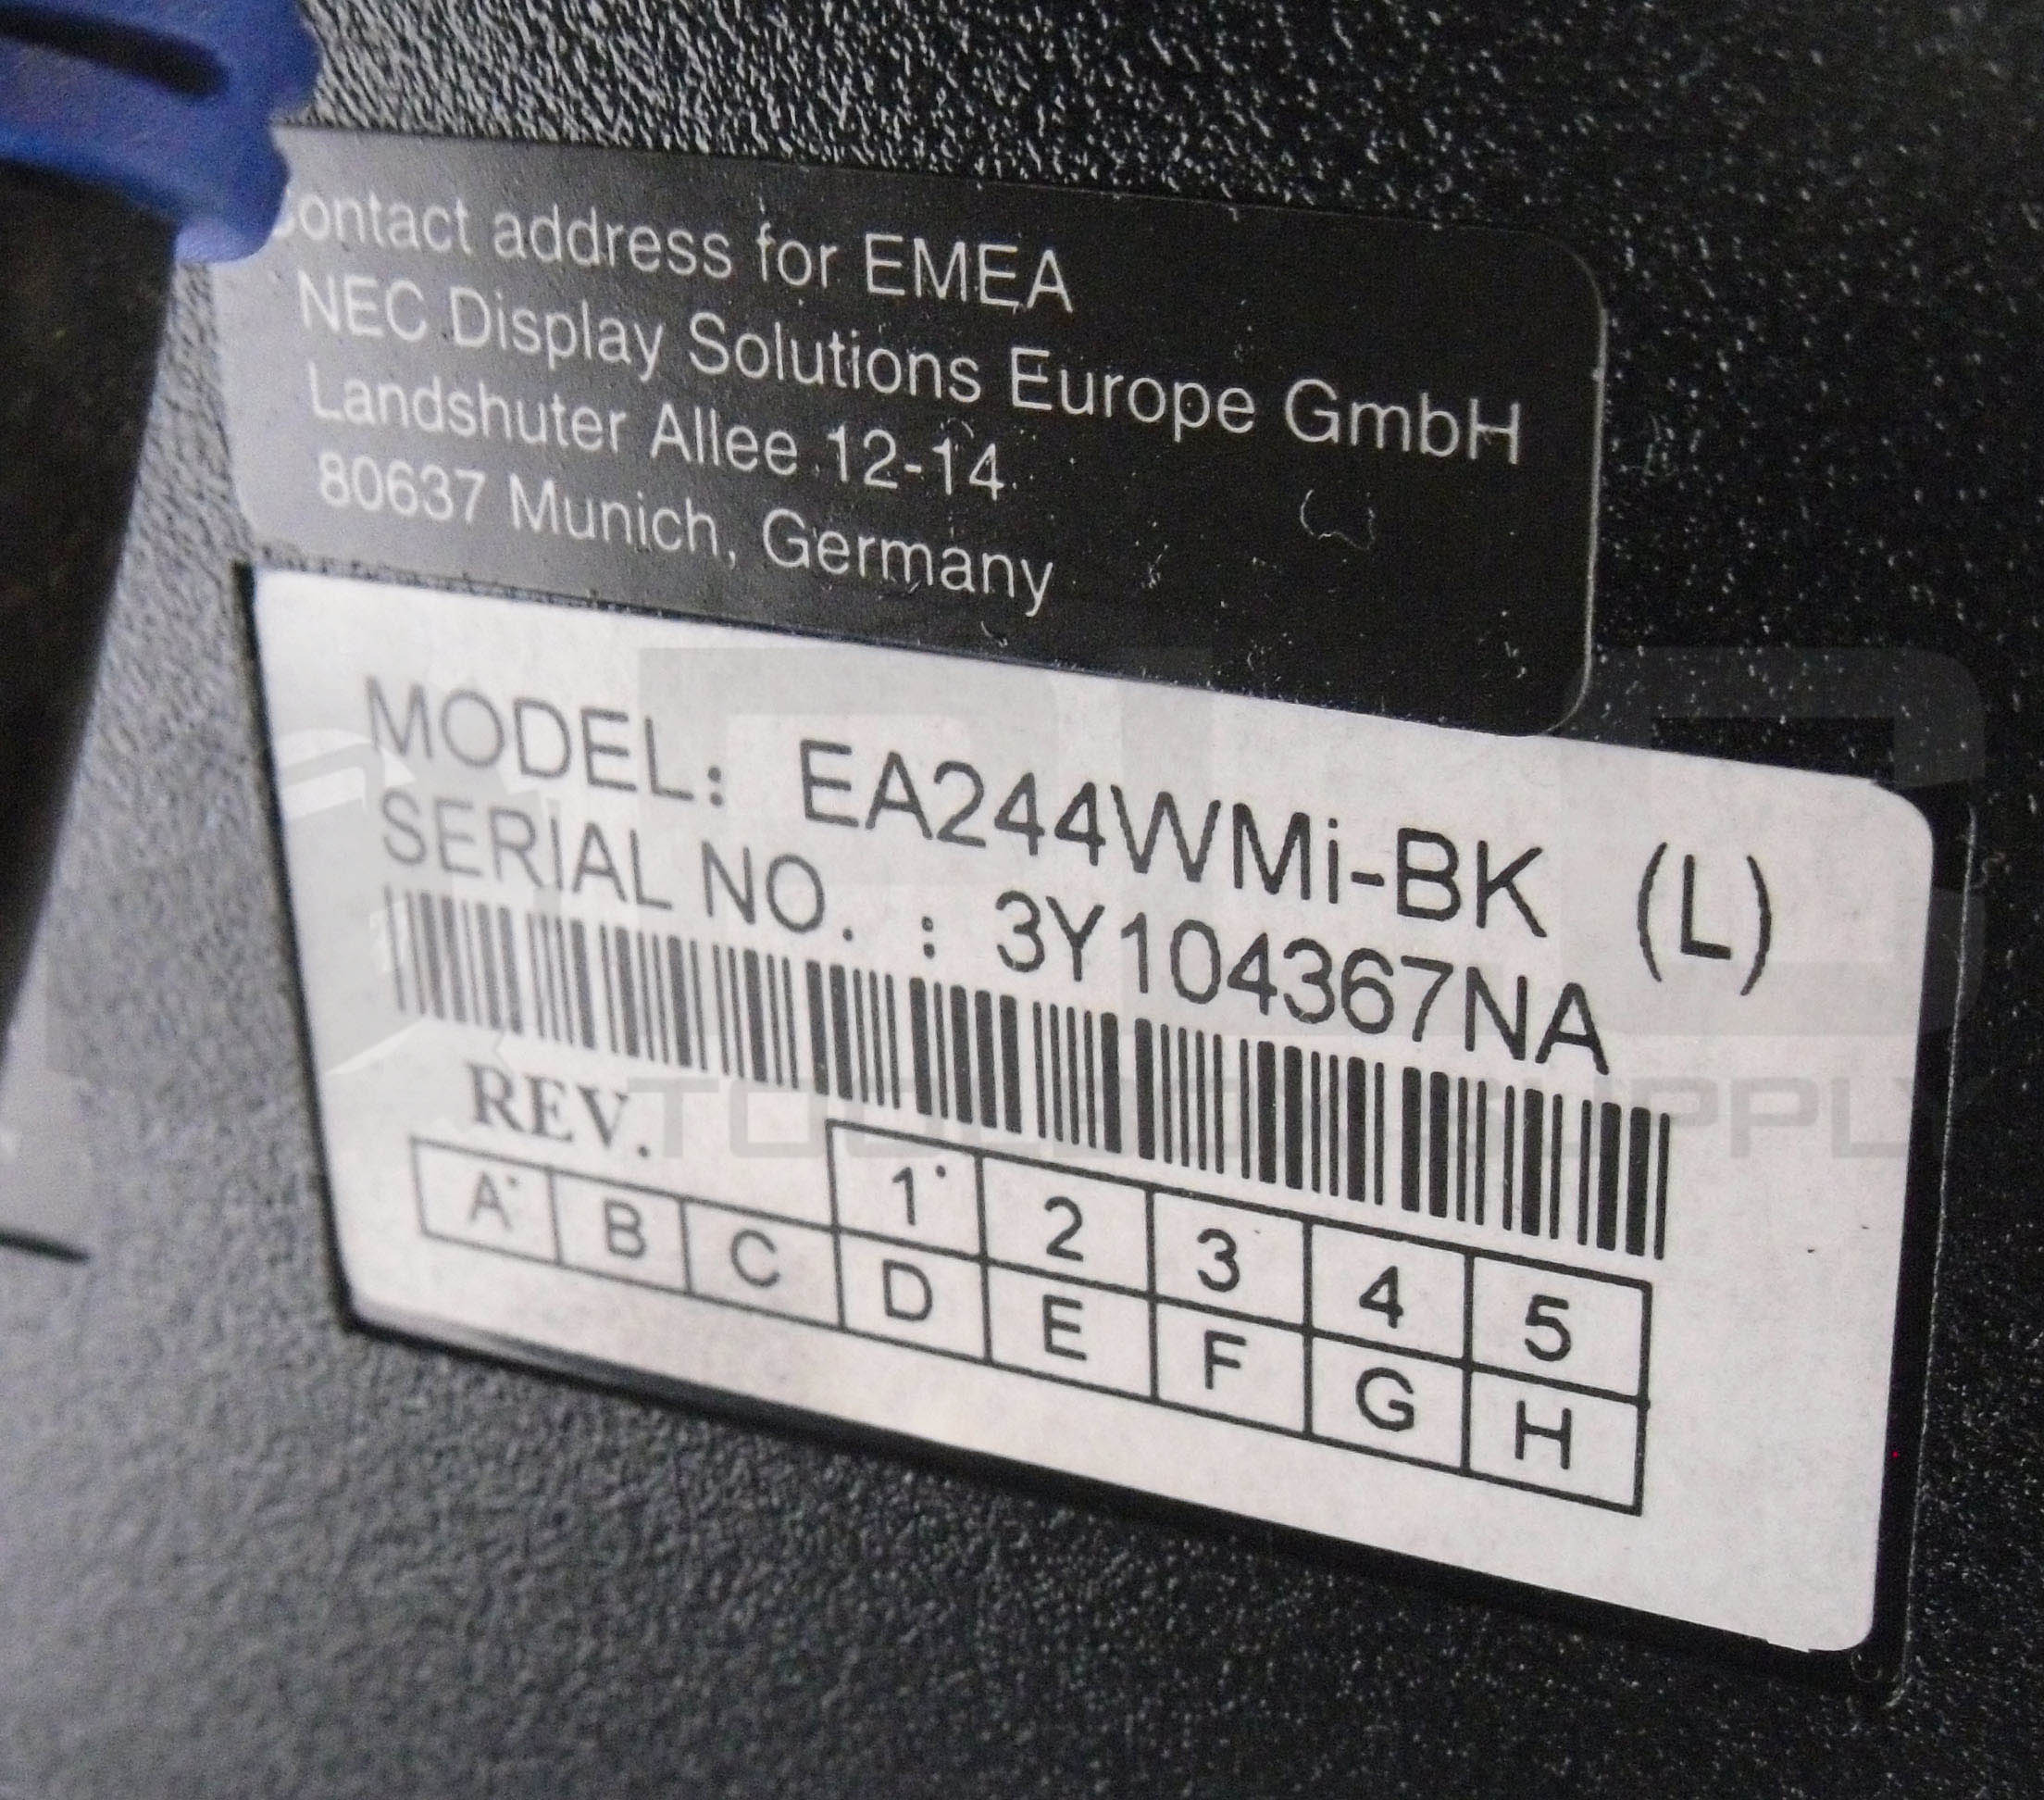 Contact address for EMEA
NEC Display Solutions Europe GmbH
Landshuter Allee 12-14
80637 Munich, Germany
MODEL: EA244WMi-BK (L)
SERIAL NO. : 3Y104367NA
REV.
1 2 3 4 5
A B C D E F G H
SUPPLY